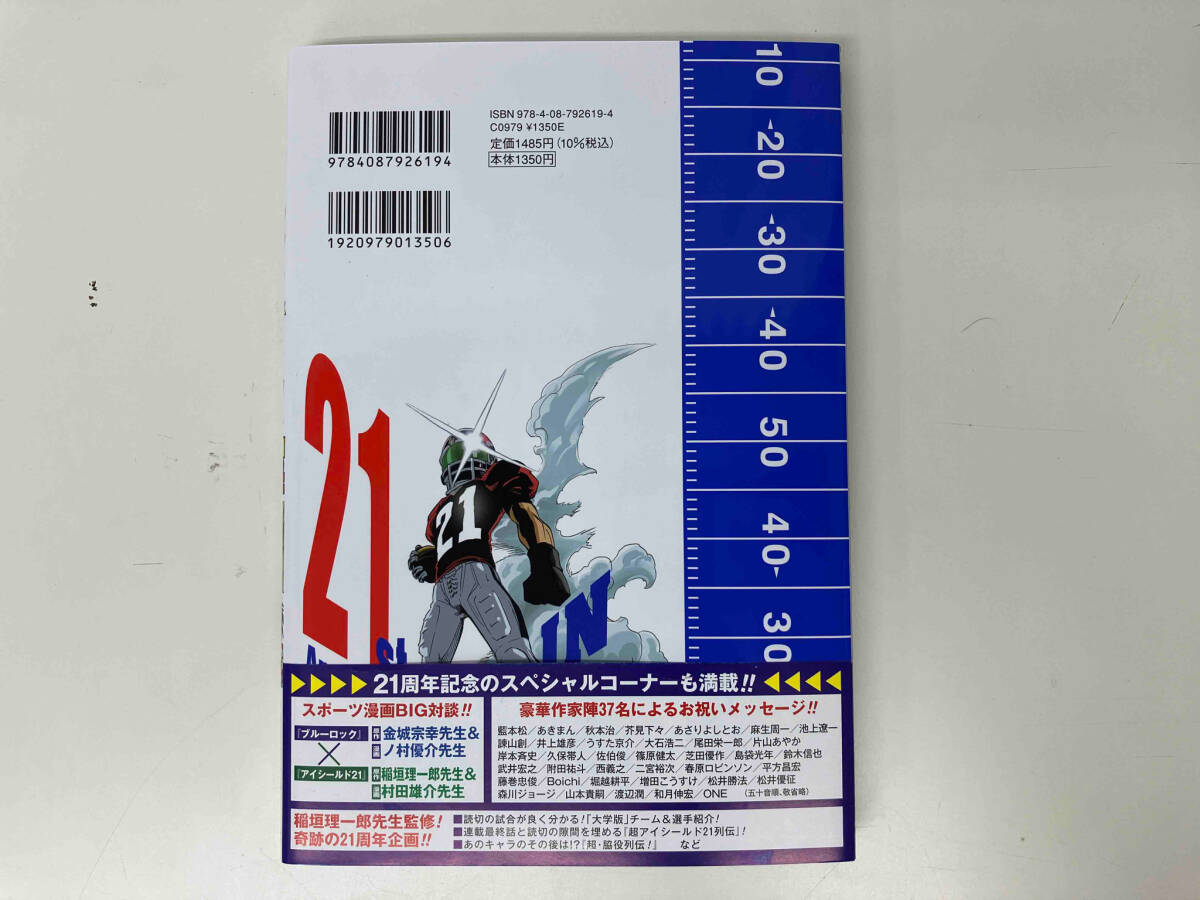 ISBN 978-4-08-792619-4
C0979 ¥1350E
定価1485円(10%税込)
本体1350円
9784087926194
1920979013506
10
20
30
40
50
40
30
21
21
IN
▶▶▶▶ 21周年記念のスペシャルコーナーも満載!! ◀◀◀◀
スポーツ漫画BIG対談!!
『ブルーロック』 原作 金城宗幸先生&
漫画 ノ村優介先生
×
『アイシールド21』 原作 稲垣理一郎先生&
漫画 村田雄介先生
豪華作家陣37名によるお祝いメッセージ!!
藍本松/あきまん/秋本治/芥見下々/あさりよしとお/麻生周一/池上遼一
諫山創/井上雄彦/うすた京介/大石浩二/尾田栄一郎/片山あやか
岸本斉史/久保帯人/佐伯俊/篠原健太/芝田優作/島袋光年/鈴木信也
武井宏之/附田祐斗/西義之/二宮裕次/春原ロビンソン/平方昌宏
藤巻忠俊/Boichi/堀越耕平/増田こうすけ/松井勝法/松井優征
森川ジョージ/山本貴嗣/渡辺潤/和月伸宏/ONE (五十音順、敬省略)
稲垣理一郎先生監修!
奇跡の21周年企画!!
■読切の試合が良く分かる!「大学版」チーム&選手紹介!
■連載最終話と読切の隙間を埋める『超アイシールド21列伝』!
■あのキャラのその後は!?『超・脇役列伝!』 など